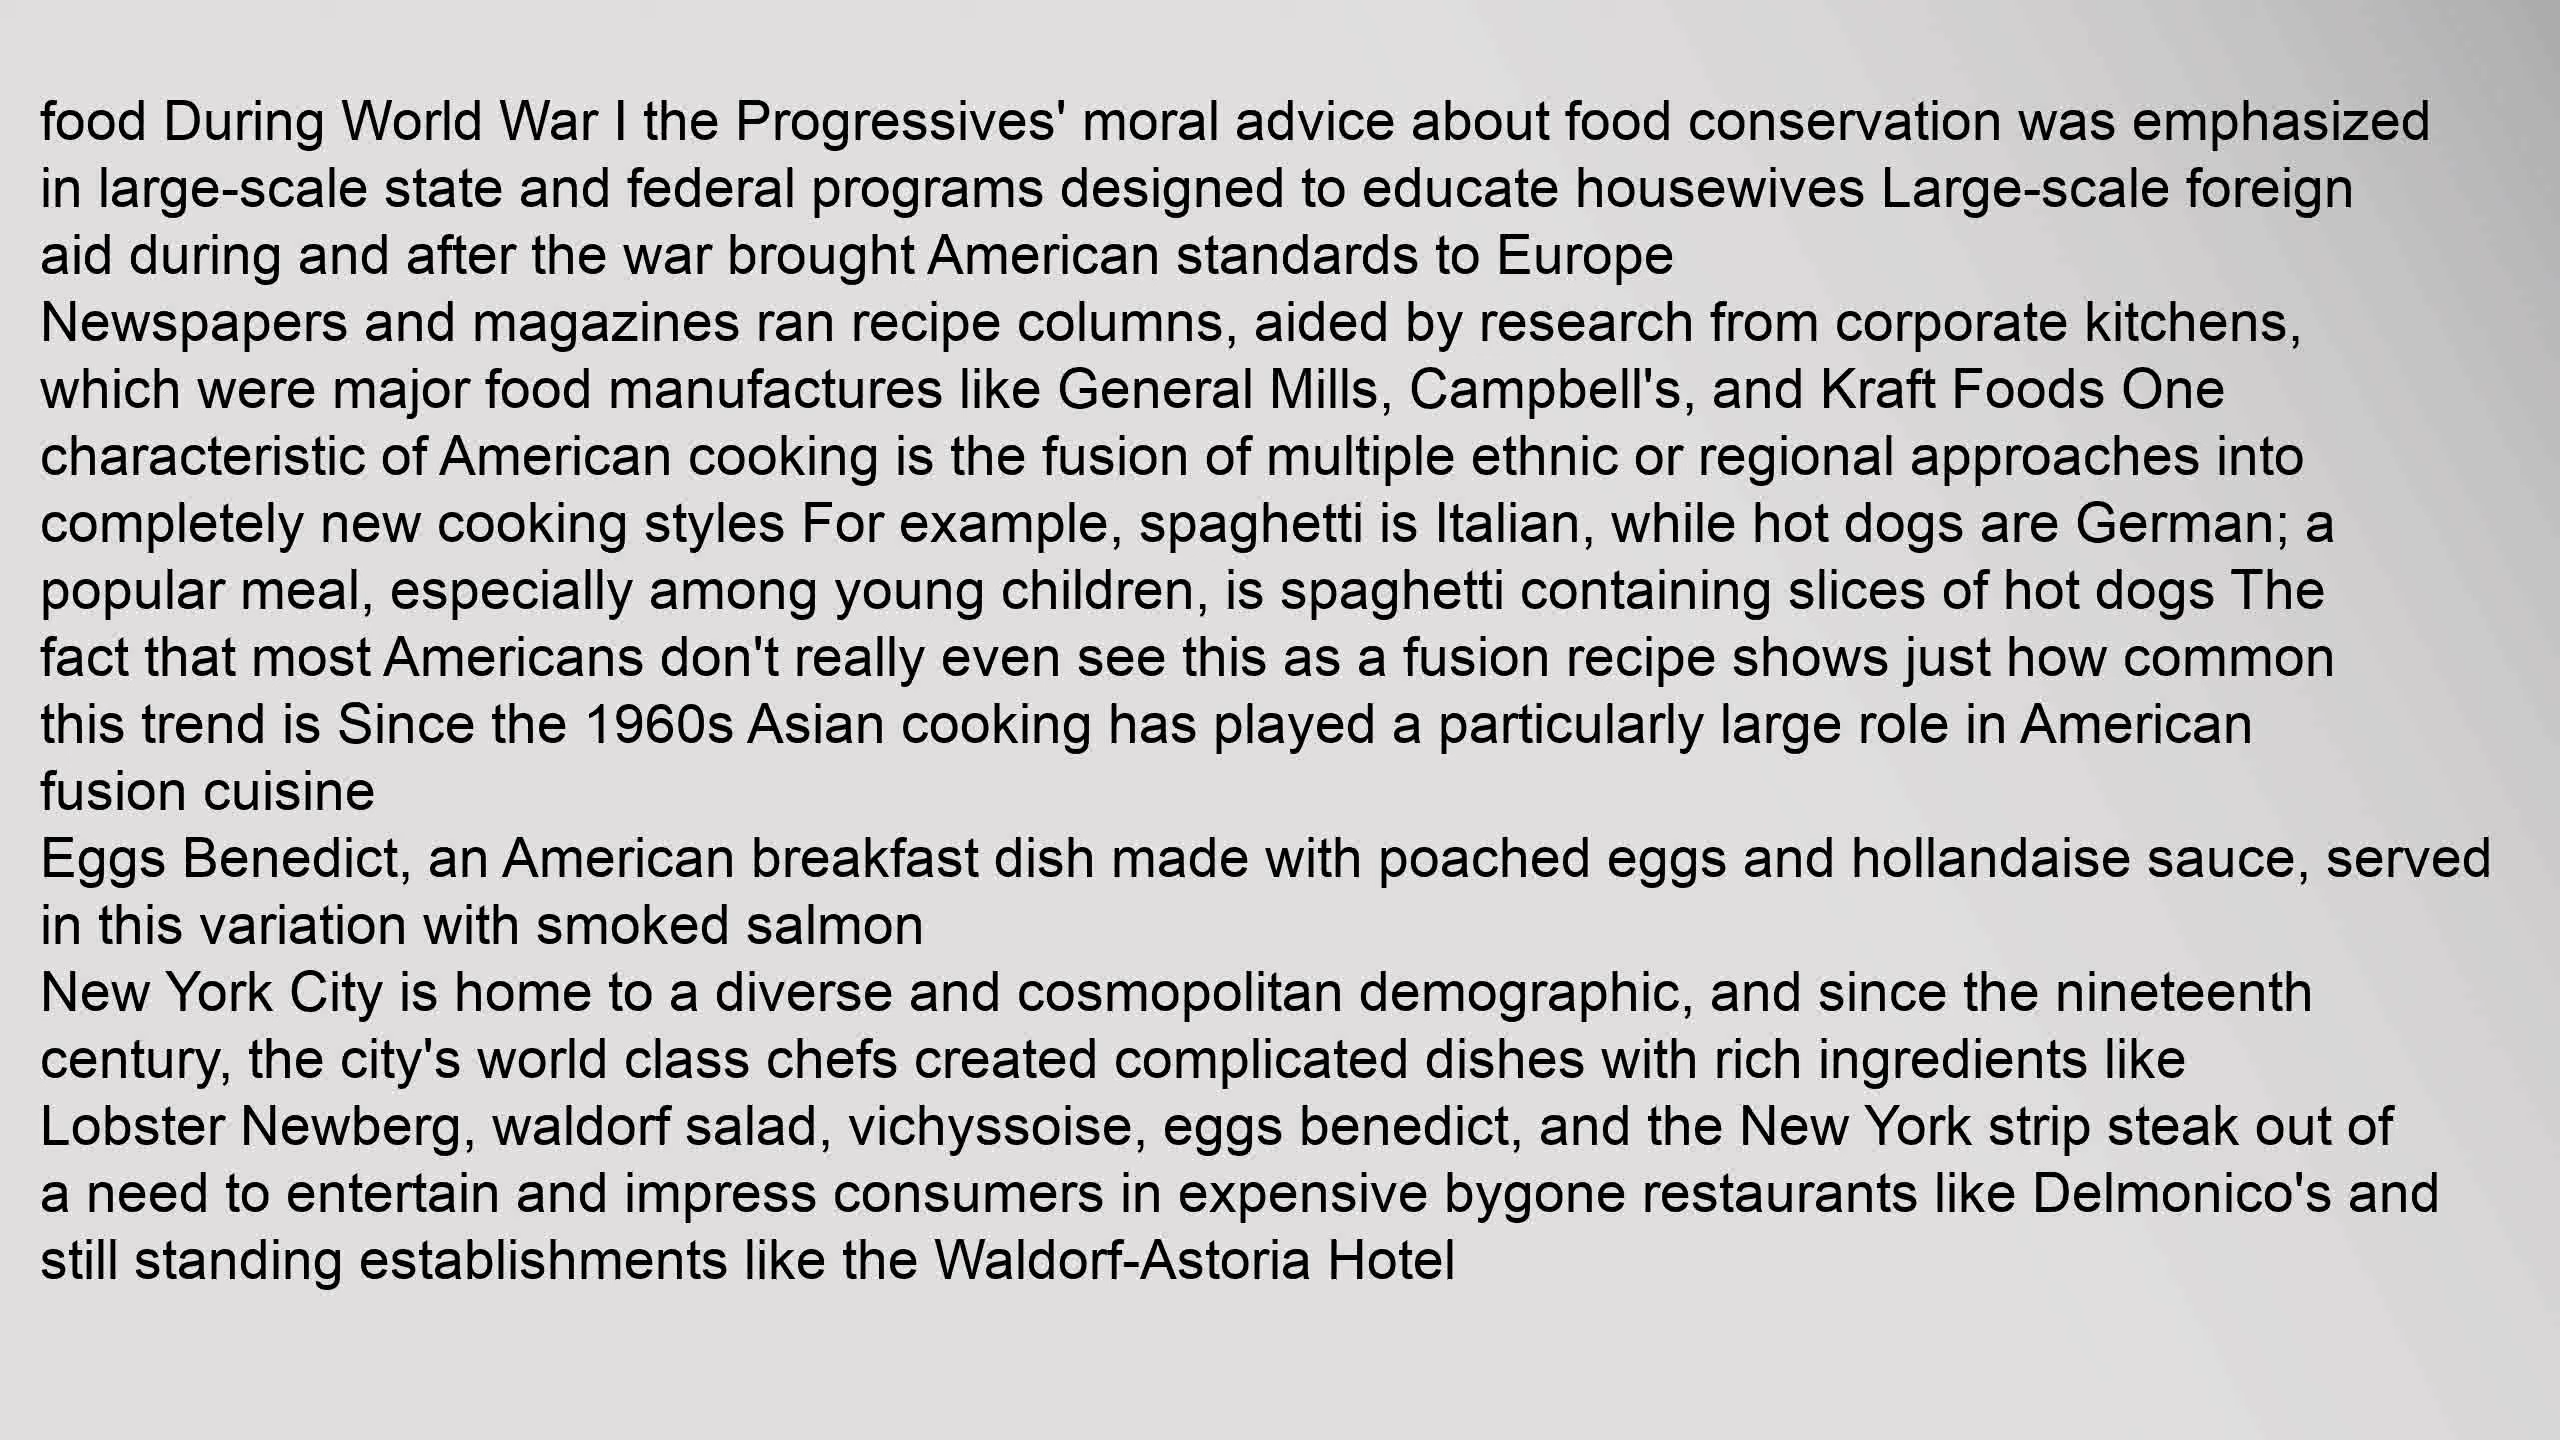 food During World War I the Progressives' moral advice about food conservation was emphasized
in large-scale state and federal programs designed to educate housewives Large-scale foreign
aid during and after the war brought American standards to Europe
Newspapers and magazines ran recipe columns, aided by research from corporate kitchens,
which were major food manufactures like General Mills, Campbell's, and Kraft Foods One
characteristic of American cooking is the fusion of multiple ethnic or regional approaches into
completely new cooking styles For example, spaghetti is Italian, while hot dogs are German; a
popular meal, especially among young children, is spaghetti containing slices of hot dogs The
fact that most Americans don't really even see this as a fusion recipe shows just how common
this trend is Since the 1960s Asian cooking has played a particularly large role in American
fusion cuisine
Eggs Benedict, an American breakfast dish made with poached eggs and hollandaise sauce, served
in this variation with smoked salmon
New York City is home to a diverse and cosmopolitan demographic, and since the nineteenth
century, the city's world class chefs created complicated dishes with rich ingredients like
Lobster Newberg, waldorf salad, vichyssoise, eggs benedict, and the New York strip steak out of
a need to entertain and impress consumers in expensive bygone restaurants like Delmonico's and
still standing establishments like the Waldorf-Astoria Hotel